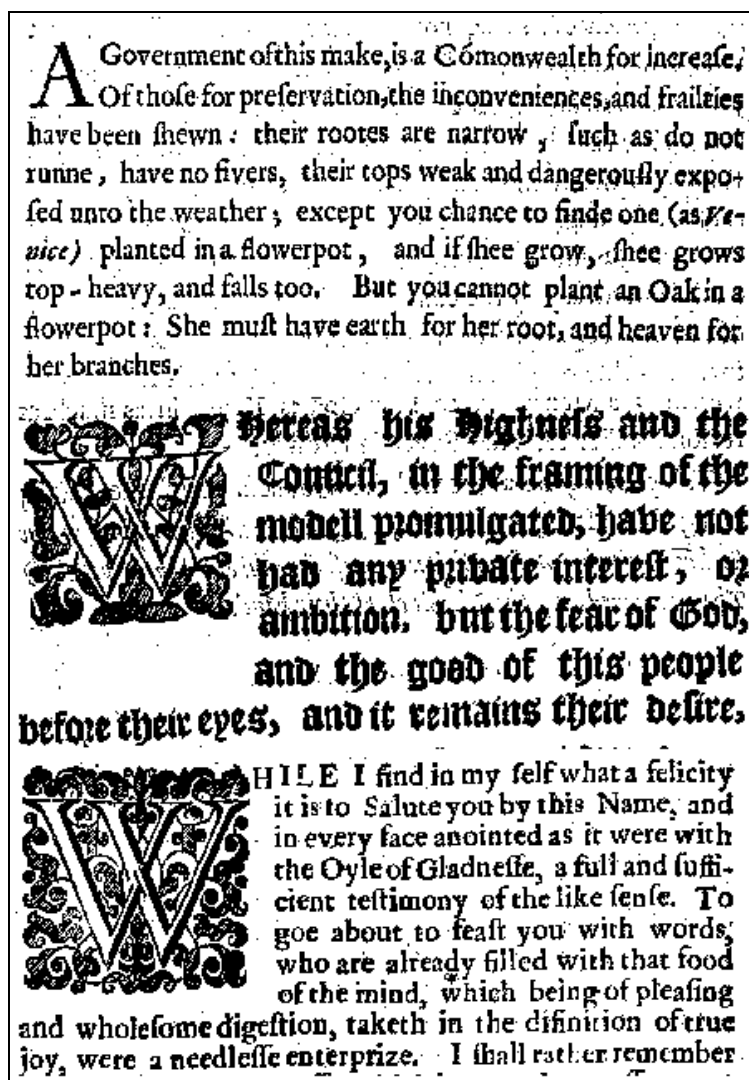 A Government of this make, is a Cómonwealth for increaſe.
Of thoſe for preſervation, the inconveniences, and frailties
have been ſhewn: their rootes are narrow, ſuch as do not
runne, have no fivers, their tops weak and dangerouſly expo-
ſed unto the weather; except you chance to finde one (as Ve-
nice) planted in a flowerpot, and if ſhee grow, ſhee grows
top-heavy, and falls too. But you cannot plant an Oak in a
flowerpot: She muſt have earth for her root, and heaven for
her branches.
WHereas his Highneſs and the
Council, in the framing of the
modell promulgated, have not
had any private intereſt, or
ambition. but the fear of God,
and the good of this people
before their eyes, and it remains their deſire,
WHILE I find in my ſelf what a felicity
it is to Salute you by this Name, and
in every face anointed as it were with
the Oyle of Gladneſſe, a full and ſuffi-
cient teſtimony of the like ſenſe. To
goe about to feaſt you with words,
who are already filled with that food
of the mind, which being of pleaſing
and wholeſome digeſtion, taketh in the difinition of true
joy, were a needleſſe enterprize. I ſhall rather remember